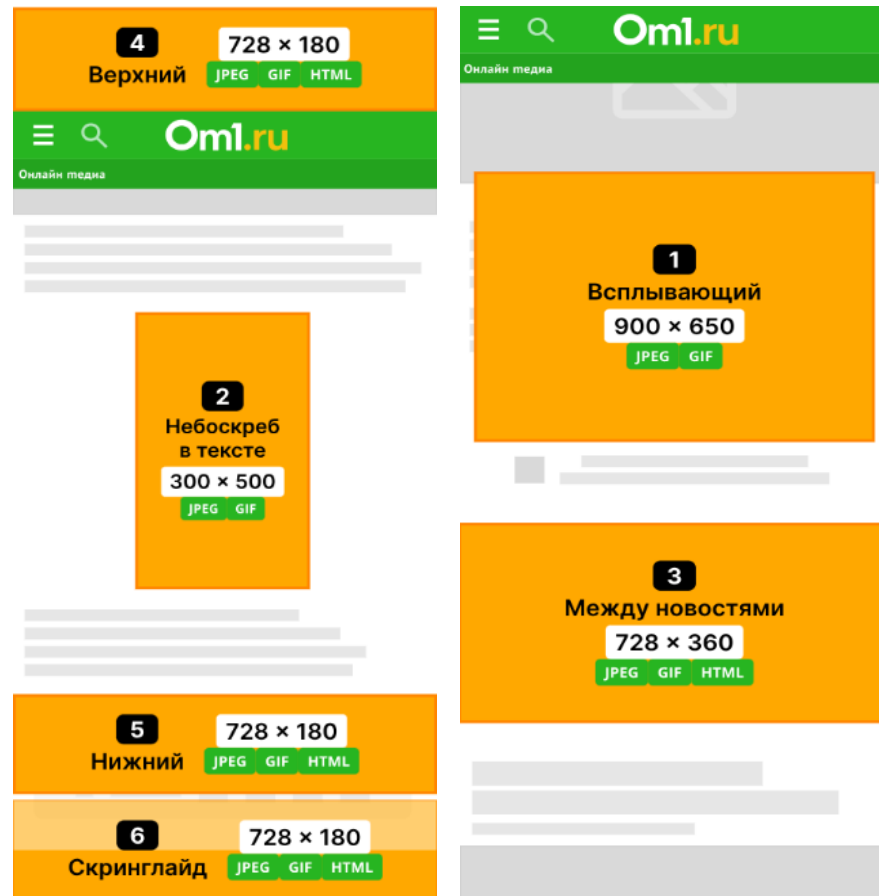 4
728 × 180
Верхний
JPEG GIF HTML
Om1.ru
Онлайн медиа
2
Небоскреб
в тексте
300 × 500
JPEG GIF
5
728 × 180
Нижний
JPEG GIF HTML
6
728 × 180
Скринглайд
JPEG GIF HTML
Om1.ru
Онлайн медиа
1
Всплывающий
900 × 650
JPEG GIF
3
Между новостями
728 × 360
JPEG GIF HTML